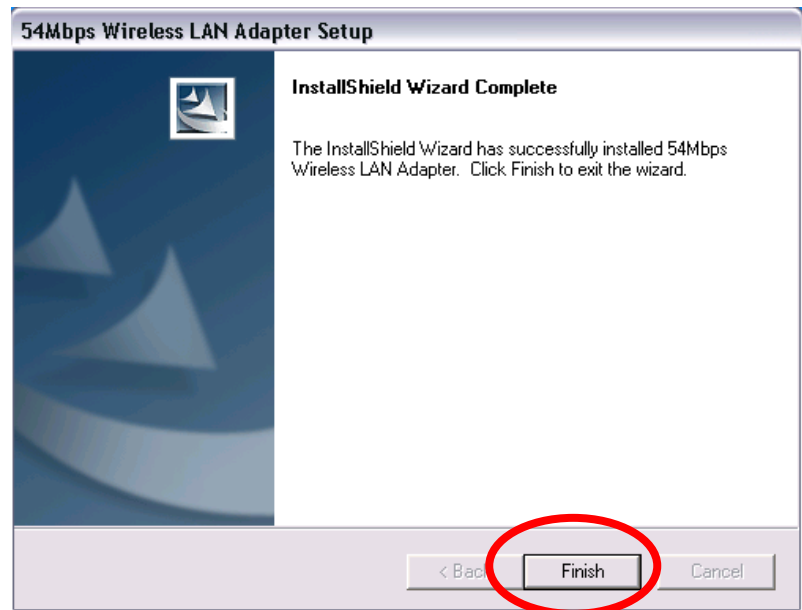 54Mbps Wireless LAN Adapter Setup
InstallShield Wizard Complete
The InstallShield Wizard has successfully installed 54Mbps
Wireless LAN Adapter. Click Finish to exit the wizard.
< Back Finish Cancel